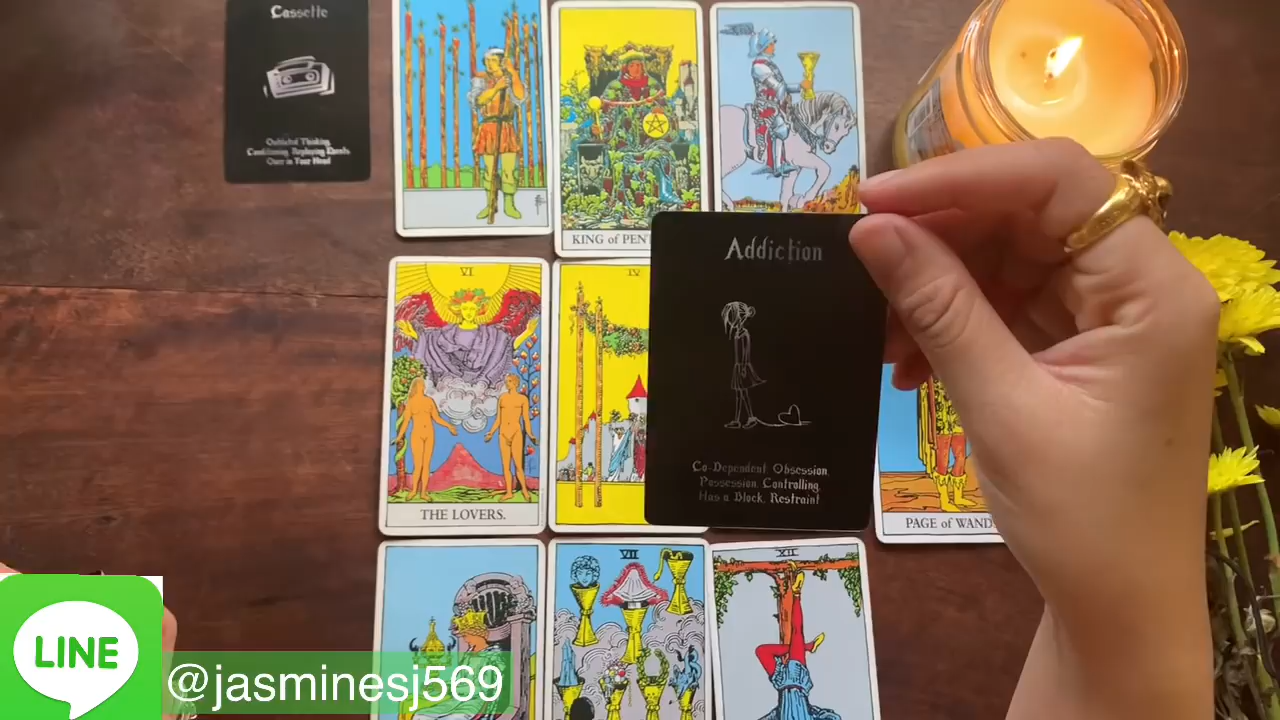 Cassette
Outdated Thinking,
Conditioning, Replaying Events
Over in Your Head
KING of PEN
Addiction
Co-Dependent, Obsession,
Possession, Controlling,
Has a Block, Restraint
VI
THE LOVERS.
IV
PAGE of WAND
VII
XII
LINE
@jasminesj569